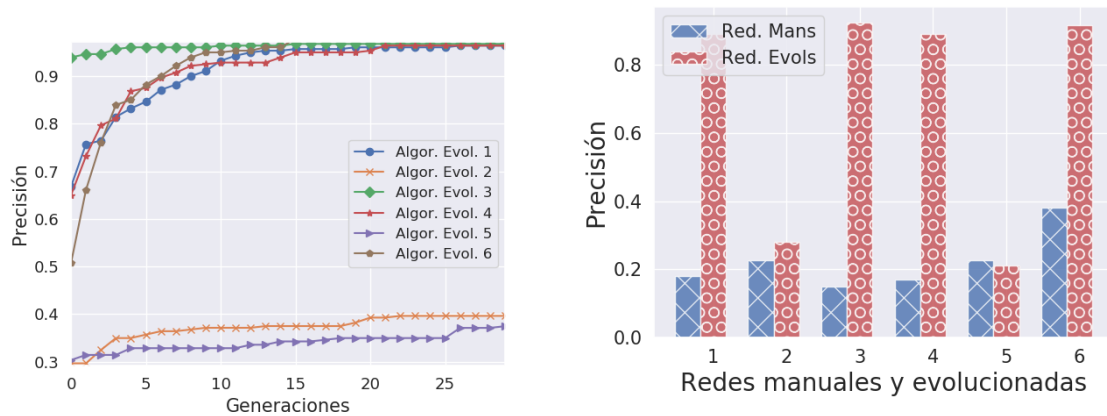 Precisión
0.9
0.8
0.7
0.6
0.5
0.4
0.3
Algor. Evol. 1
Algor. Evol. 2
Algor. Evol. 3
Algor. Evol. 4
Algor. Evol. 5
Algor. Evol. 6
0 5 10 15 20 25
Generaciones
Precisión
0.8
0.6
0.4
0.2
0.0
Red. Mans
Red. Evols
1 2 3 4 5 6
Redes manuales y evolucionadas